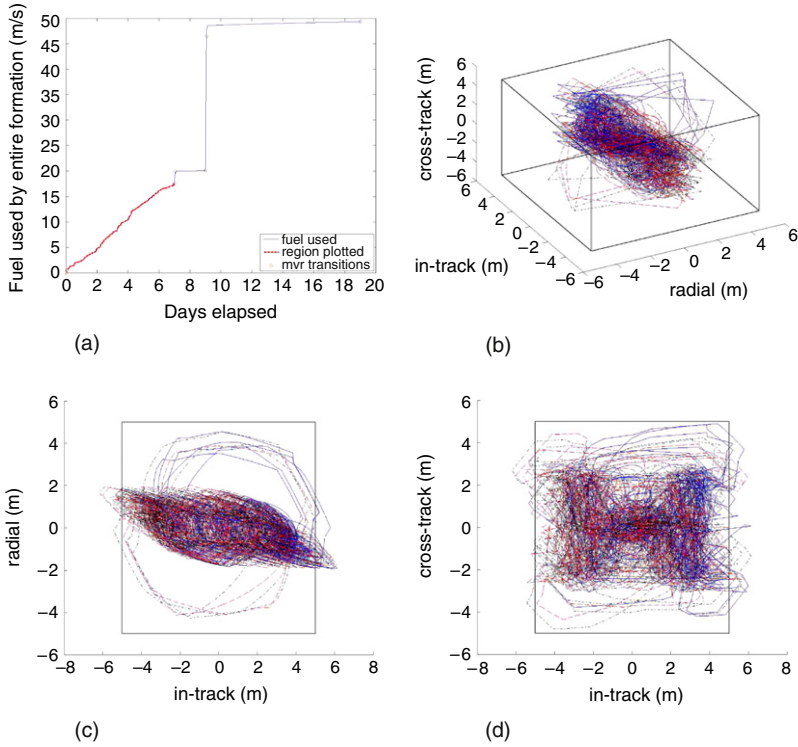 Fuel used by entire formation (m/s)
50
45
40
35
30
25
20
15
10
5
0
0 2 4 6 8 10 12 14 16 18 20
Days elapsed
fuel used
region plotted
mvr transitions
(a)
cross-track (m)
6
4
2
0
−2
−4
−6
6
4
2
0
−2
−4
−6
in-track (m)
−6 −4 −2 0 2 4 6
radial (m)
(b)
radial (m)
6
4
2
0
−2
−4
−6
−8 −6 −4 −2 0 2 4 6 8
in-track (m)
(c)
cross-track (m)
6
4
2
0
−2
−4
−6
−8 −6 −4 −2 0 2 4 6 8
in-track (m)
(d)